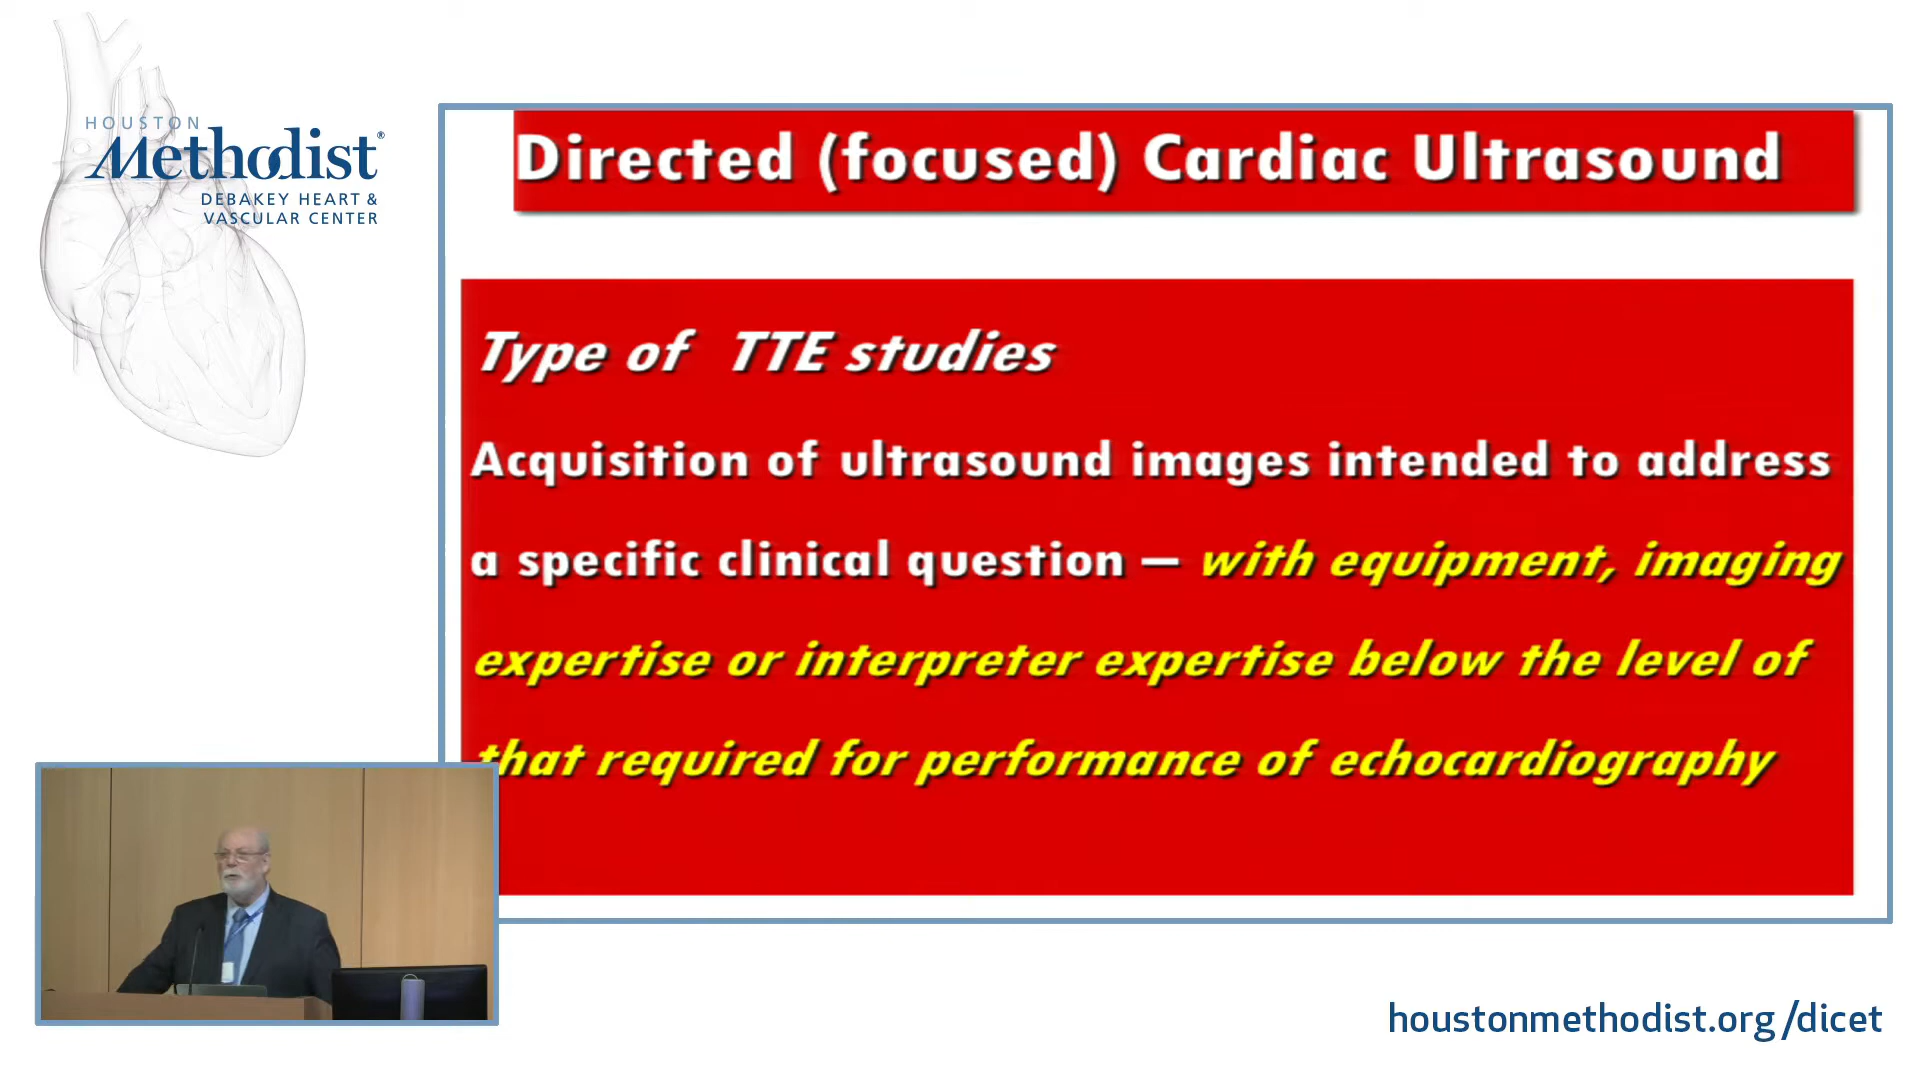 HOUSTON
Methodist®
DEBAKEY HEART &
VASCULAR CENTER
Directed (focused) Cardiac Ultrasound
Type of TTE studies
Acquisition of ultrasound images intended to address
a specific clinical question – with equipment, imaging
expertise or interpreter expertise below the level of
that required for performance of echocardiography
houstonmethodist.org/dicet